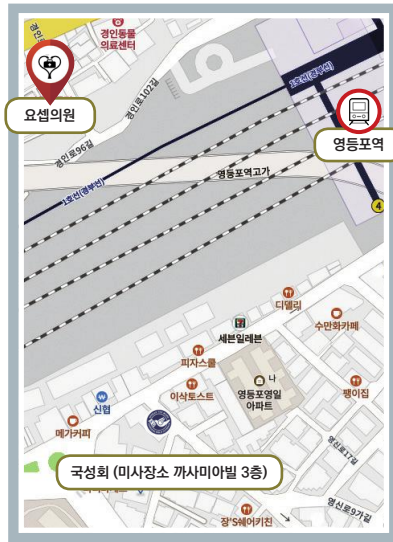 경인
경인동물
의료센터
요셉의원
경인로102길
1호선(경부선)
영등포역
경인로96길
영등포역고가
1호선(경부선)
4
디델리
세븐일레븐
수만화카페
피자스쿨
이삭토스트
나
영등포영일
아파트
팽이집
신협
메가커피
영신로17길
국성회 (미사장소 까사미아빌 3층)
영신로9가길
장'S쉐어키친